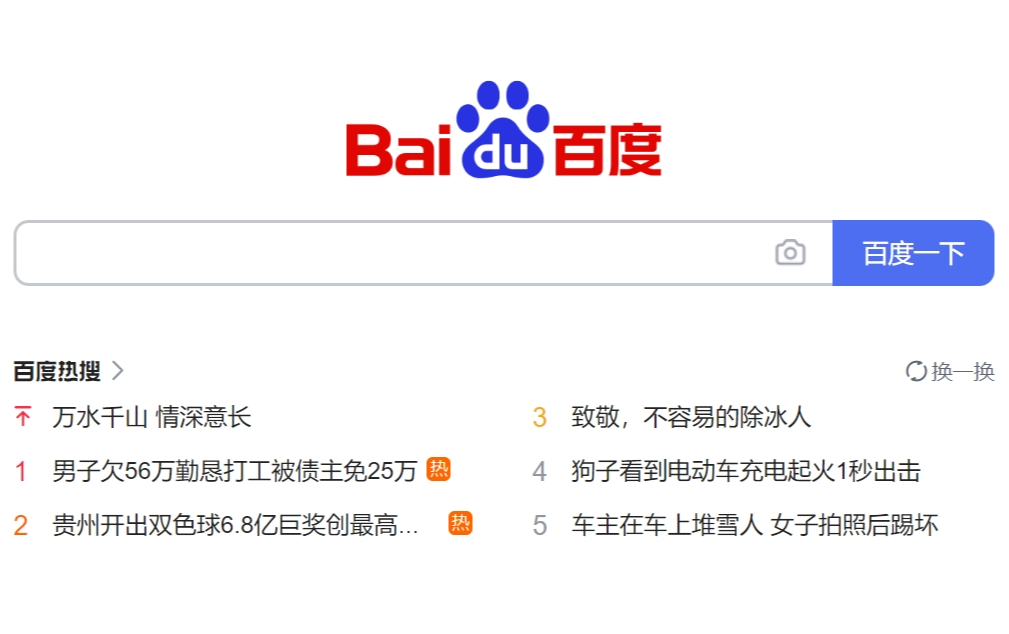 Bai du 百度
百度一下
百度热搜
换一换
万水千山 情深意长
1 男子欠56万勤恳打工被债主免25万 热
2 贵州开出双色球6.8亿巨奖创最高... 热
3 致敬，不容易的除冰人
4 狗子看到电动车充电起火1秒出击
5 车主在车上堆雪人 女子拍照后踢坏